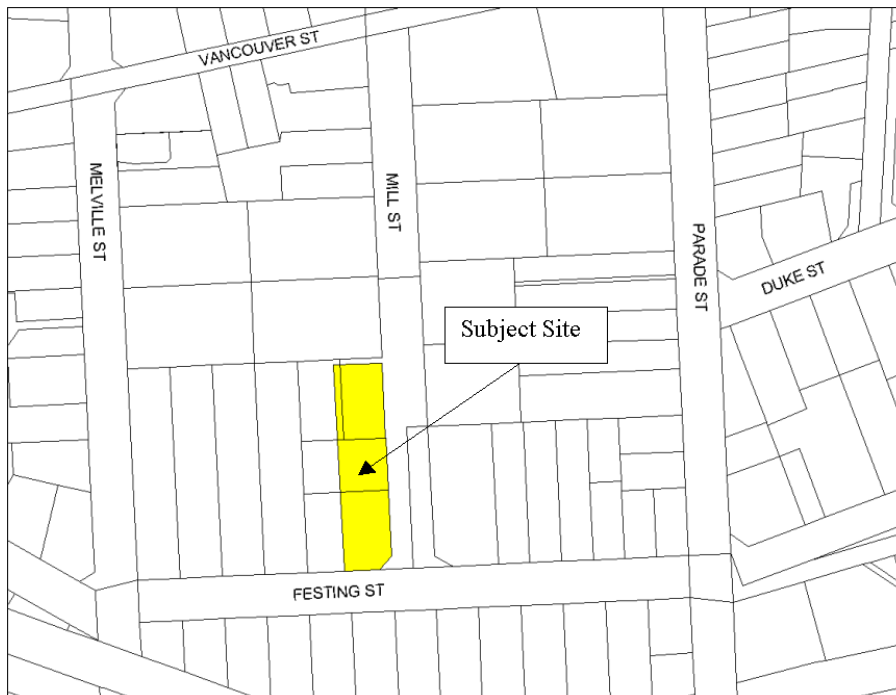 VANCOUVER ST
MELVILLE ST
MILL ST
PARADE ST
DUKE ST
Subject Site
FESTING ST